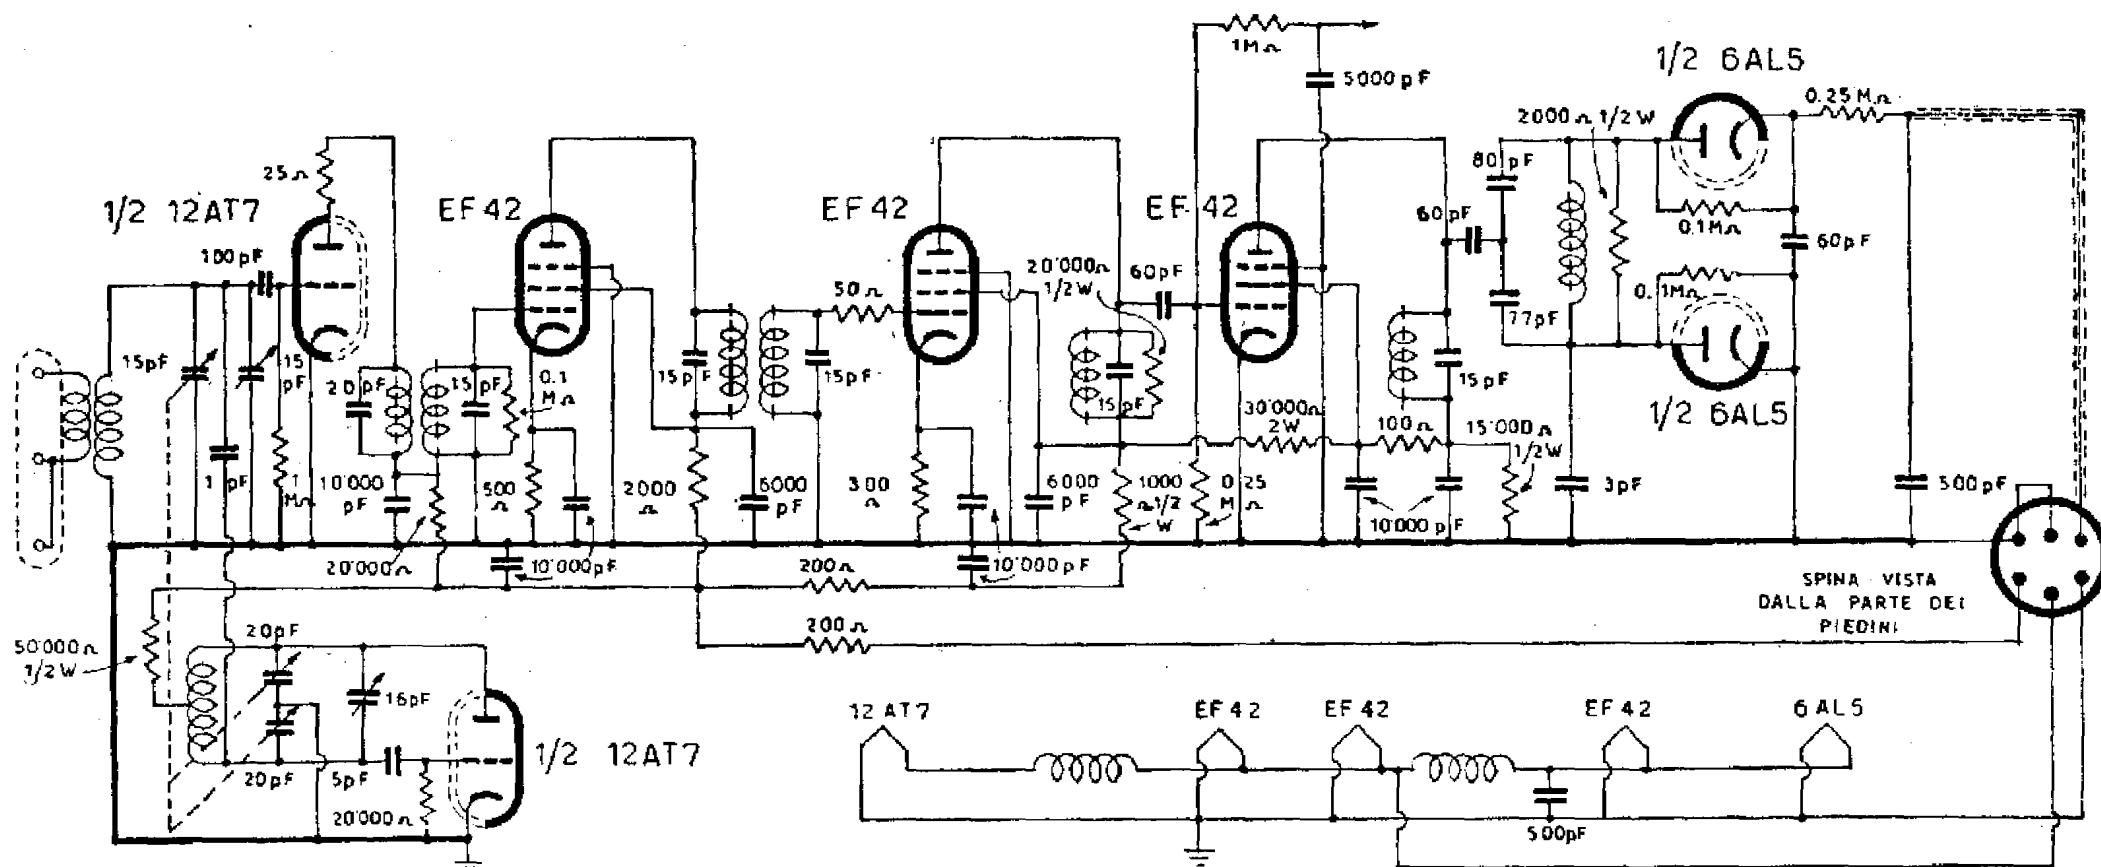 1MΩ
5000pF
1/2 6AL5
0.25MΩ
2000Ω 1/2W
80pF
25Ω
1/2 12AT7
EF42
EF42
EF42
60pF
0.1MΩ
60pF
100pF
20'000Ω
1/2W
60pF
50Ω
0.1MΩ
77pF
15pF
15
pF
20pF
15pF
0.1
MΩ
15pF
15pF
15pF
15pF
1/2 6AL5
30'000Ω
2W
100Ω
15'000Ω
1/2W
1pF
1
MΩ
10'000
pF
500
Ω
2000
Ω
6000
pF
300
Ω
6000
pF
1000
Ω1/2
W
0.25
MΩ
10'000pF
3pF
500pF
20'000Ω
10'000pF
200Ω
10'000pF
SPINA VISTA
DALLA PARTE DEI
PIEDINI
200Ω
50'000Ω
1/2W
20pF
16pF
12AT7
EF42
EF42
EF42
6AL5
1/2 12AT7
20pF
5pF
20'000Ω
500pF